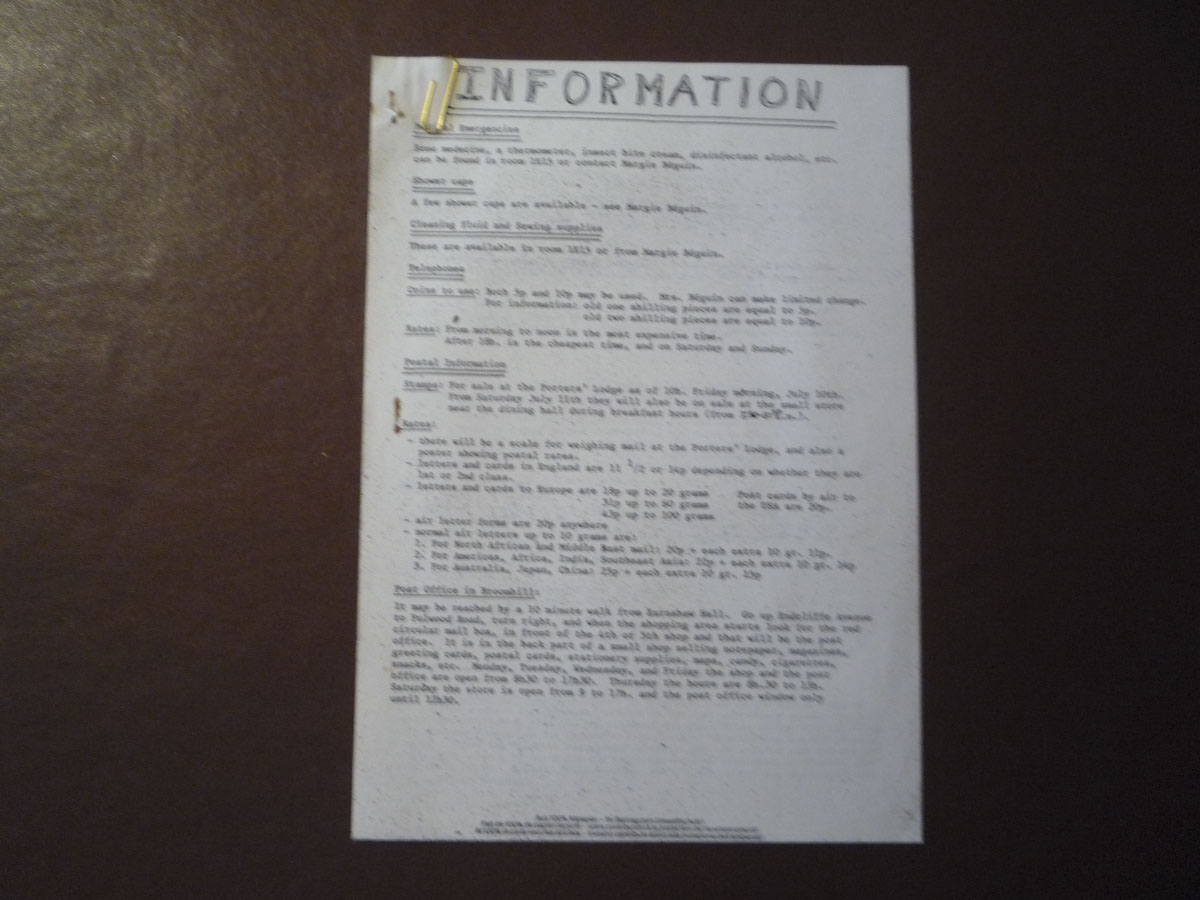 INFORMATION
Emergencies
Some medecine, a thermometer, insect bite cream, disinfectant alcohol, etc.
can be found in room 1815 or contact Margie Béguin.
Shower caps
A few shower caps are available - see Margie Béguin.
Cleaning fluid and Sewing supplies
These are available in room 1815 or from Margie Béguin.
Telephones
Coins to use: Both 5p and 10p may be used. Mrs. Béguin can make limited change.
For information: old one shilling pieces are equal to 5p.
old two shilling pieces are equal to 10p.
Rates: From morning to noon is the most expensive time.
After 18h. is the cheapest time, and on Saturday and Sunday.
Postal Information
Stamps: For sale at the Porters' Lodge as of 10h. Friday morning, July 10th.
From Saturday July 11th they will also be on sale at the small store
near the dining hall during breakfast hours (from
Rates:
- there will be a scale for weighing mail at the Porters' Lodge, and also a
poster showing postal rates.
- letters and cards in England are 11 1/2 or 14p depending on whether they are
1st or 2nd class.
- letters and cards to Europe are 18p up to 20 grams Post cards by air to
31p up to 60 grams the USA are 20p.
43p up to 100 grams
- air letter forms are 20p anywhere
- normal air letters up to 10 grams are:
1. For North African and Middle East mail: 20p + each extra 10 gr. 11p.
2. For American, Africa, India, Southeast Asia: 22p + each extra 10 gr. 14p
3. For Australia, Japan, China: 25p + each extra 10 gr. 15p
Post Office in Broomhill:
It may be reached by a 10 minute walk from Earnshaw Hall. Go up Endcliffe Avenue
to Fulwood Road, turn right, and when the shopping area starts look for the red
circular mail box, in front of the 4th or 5th shop and that will be the post
office. It is in the back part of a small shop selling notepaper, magazines,
greeting cards, postal cards, stationary supplies, maps, candy, cigarettes,
snacks, etc. Monday, Tuesday, Wednesday, and Friday the shop and the post
office are open from 8h30 to 17h30. Thursday the hours are 8h.30 to 13h.
Saturday the store is open from 9 to 17h. and the post office window only
until 12h30.